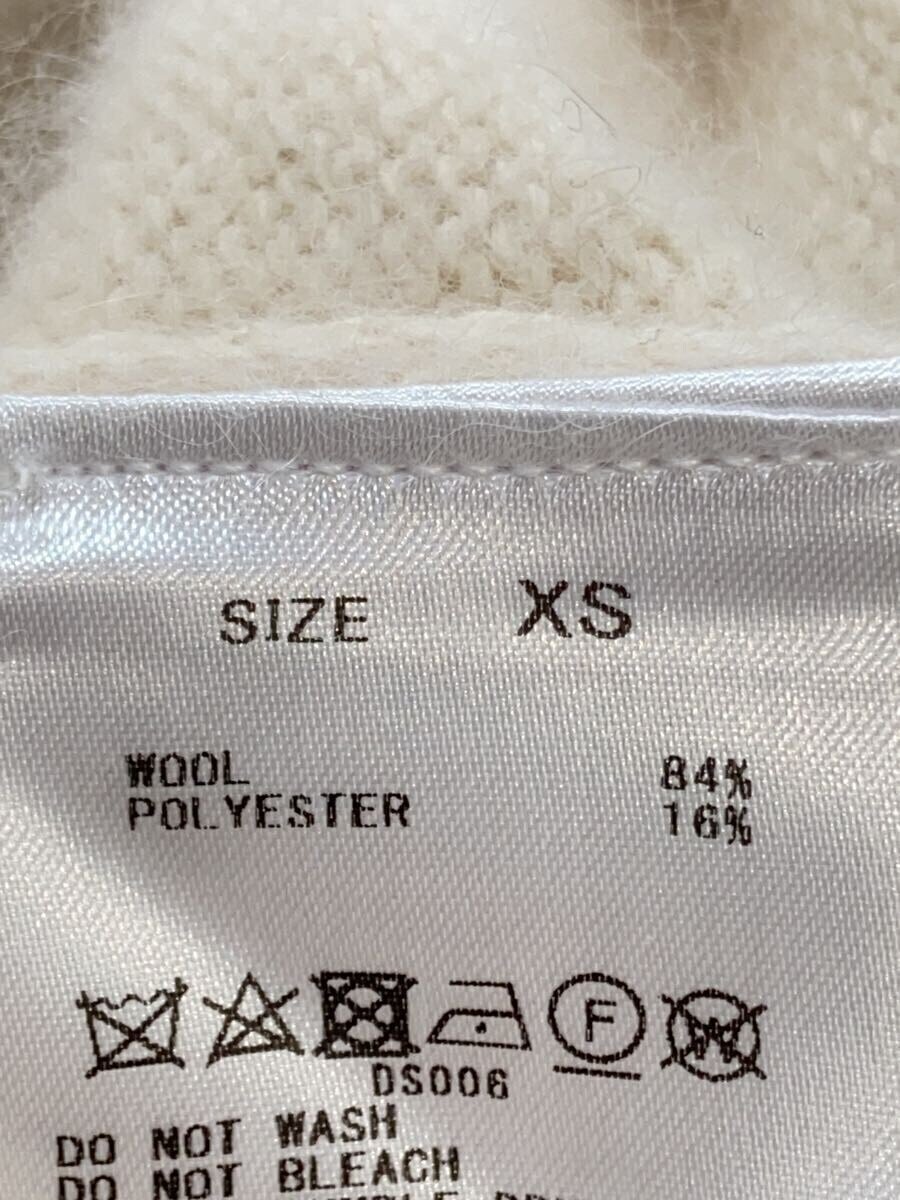 SIZE XS
WOOL 84%
POLYESTER 16%
F W
DS006
DO NOT WASH
DO NOT BLEACH